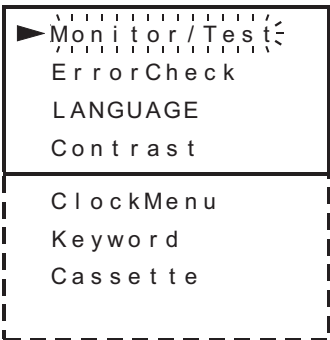 Monitor/Test
ErrorCheck
LANGUAGE
Contrast
ClockMenu
Keyword
Cassette